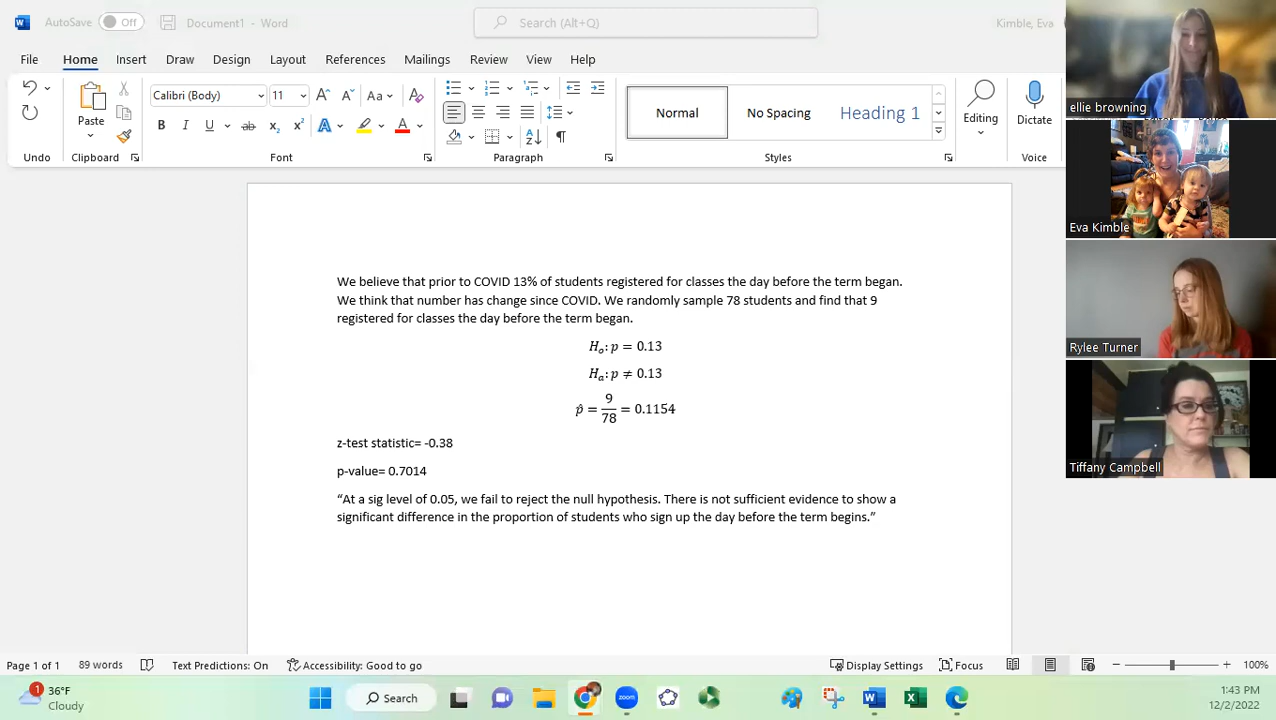 AutoSave Off Document1 - Word Search (Alt+Q) Kimble, Eva
File Home Insert Draw Design Layout References Mailings Review View Help
Paste Calibri (Body) 11 Aa Normal No Spacing Heading 1 Editing Dictate
B I U ab x₂ x² A A
Undo Clipboard Font Paragraph Styles Voice
ellie browning
Eva Kimble
Rylee Turner
Tiffany Campbell
We believe that prior to COVID 13% of students registered for classes the day before the term began.
We think that number has change since COVID. We randomly sample 78 students and find that 9
registered for classes the day before the term began.
Hₒ: p = 0.13
Hₐ: p ≠ 0.13
p̂ = 9/78 = 0.1154
z-test statistic= -0.38
p-value= 0.7014
“At a sig level of 0.05, we fail to reject the null hypothesis. There is not sufficient evidence to show a
significant difference in the proportion of students who sign up the day before the term begins.”
Page 1 of 1 89 words Text Predictions: On Accessibility: Good to go Display Settings Focus 100%
1 36°F Search zoom 1:43 PM
Cloudy 12/2/2022